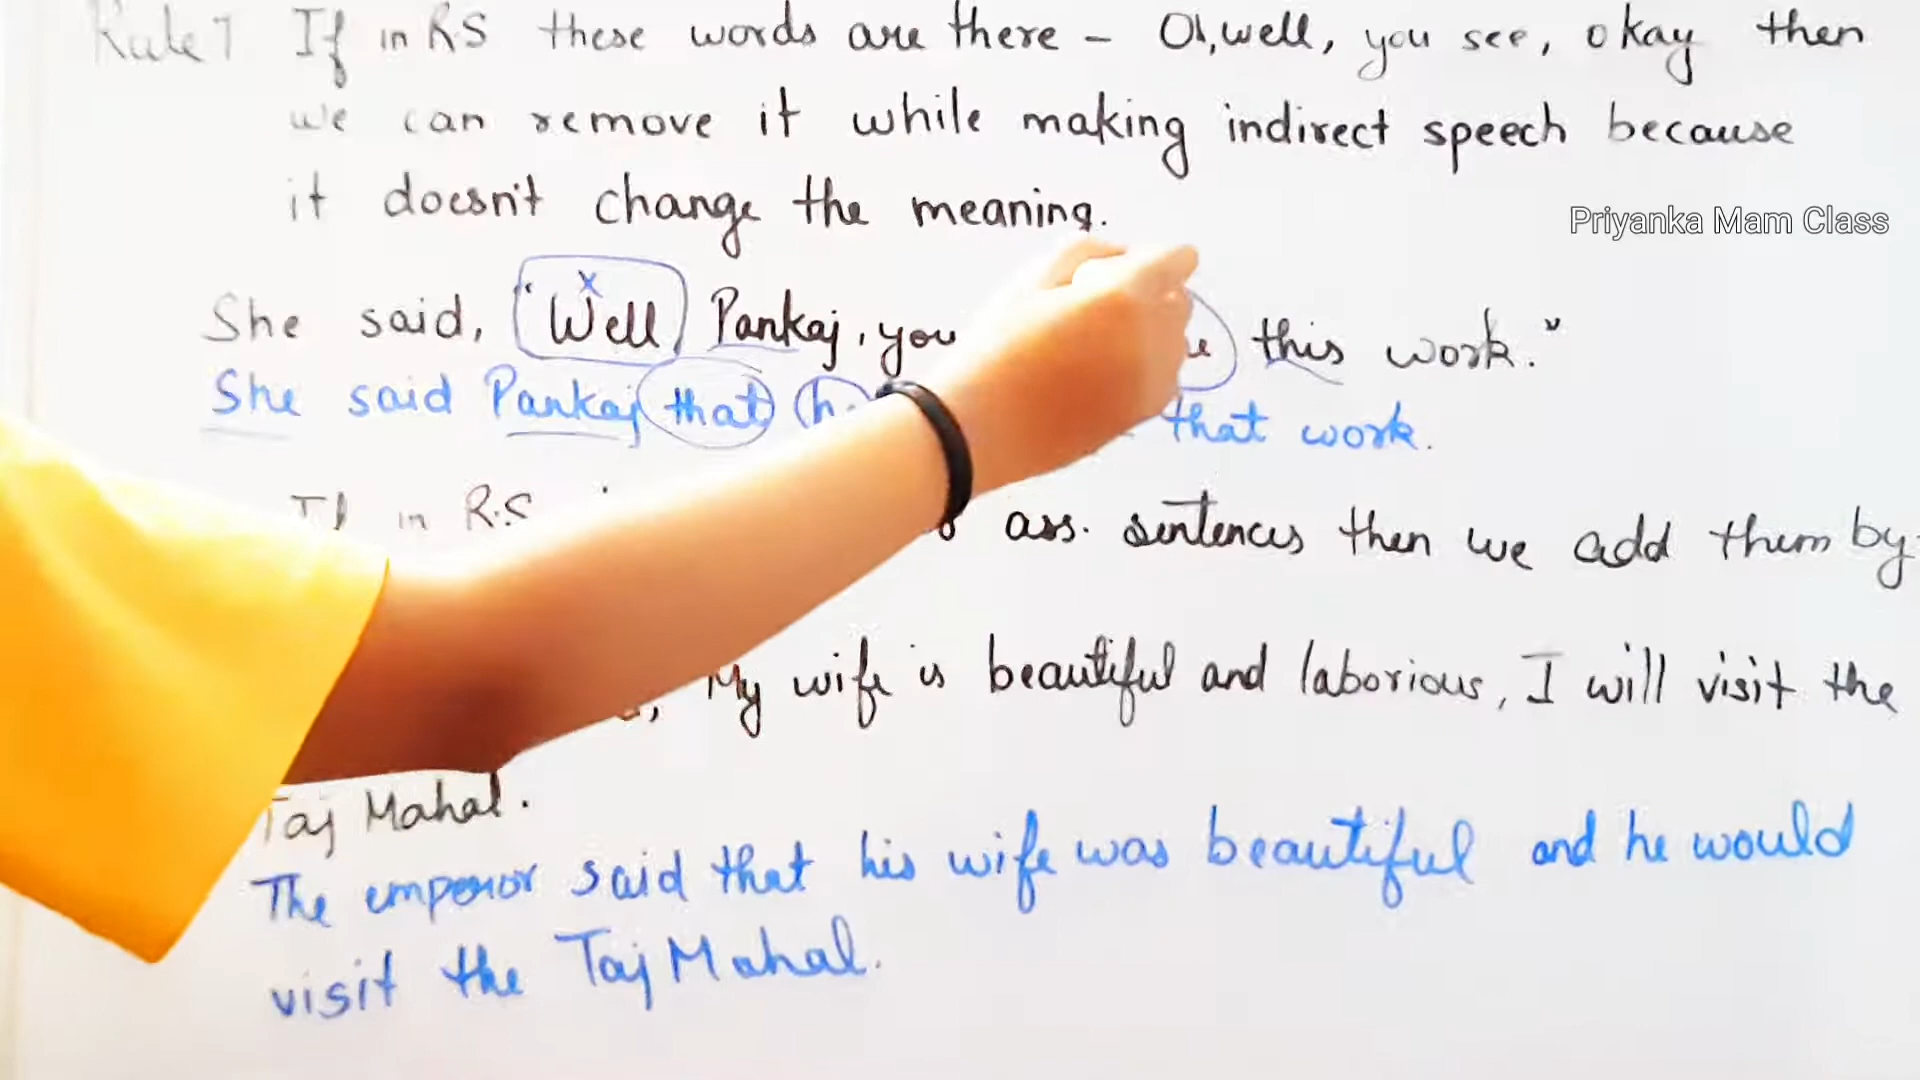 Rule 7 If in R.S these words are there - Oh, well, you see, okay then
we can remove it while making indirect speech because
it doesn't change the meaning.
Priyanka Mam Class
She said, "Well Pankaj, you this work."
She said Pankaj that that work.
If in R.S ass. sentences then we add them by
My wife is beautiful and laborious, I will visit the
Taj Mahal.
The emperor said that his wife was beautiful and he would
visit the Taj Mahal.